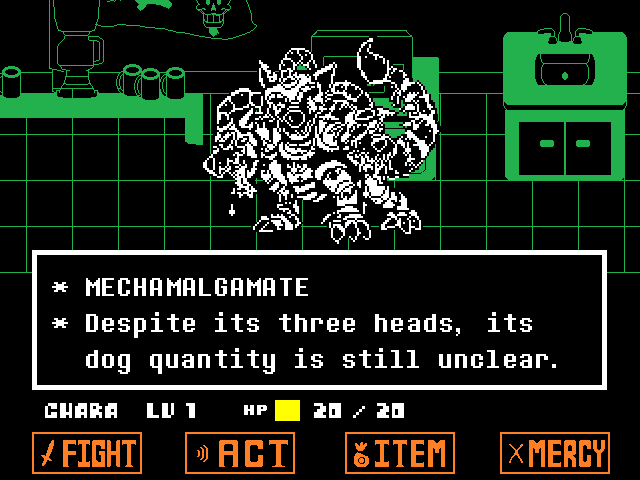 * MECHAMALGAMATE
* Despite its three heads, its
dog quantity is still unclear.
CHARA LV 1 HP 20 / 20
FIGHT ACT ITEM MERCY